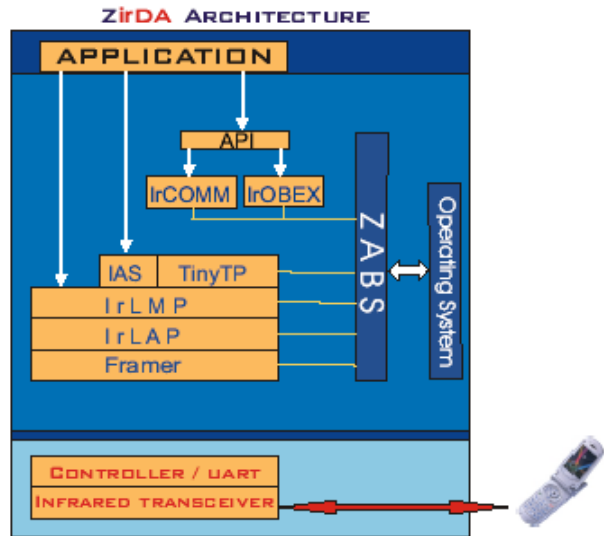 ZirDA ARCHITECTURE
APPLICATION
API
IrCOMM
IrOBEX
ZABS
Operating System
IAS
TinyTP
IrLMP
IrLAP
Framer
CONTROLLER / UART
INFRARED TRANSCEIVER